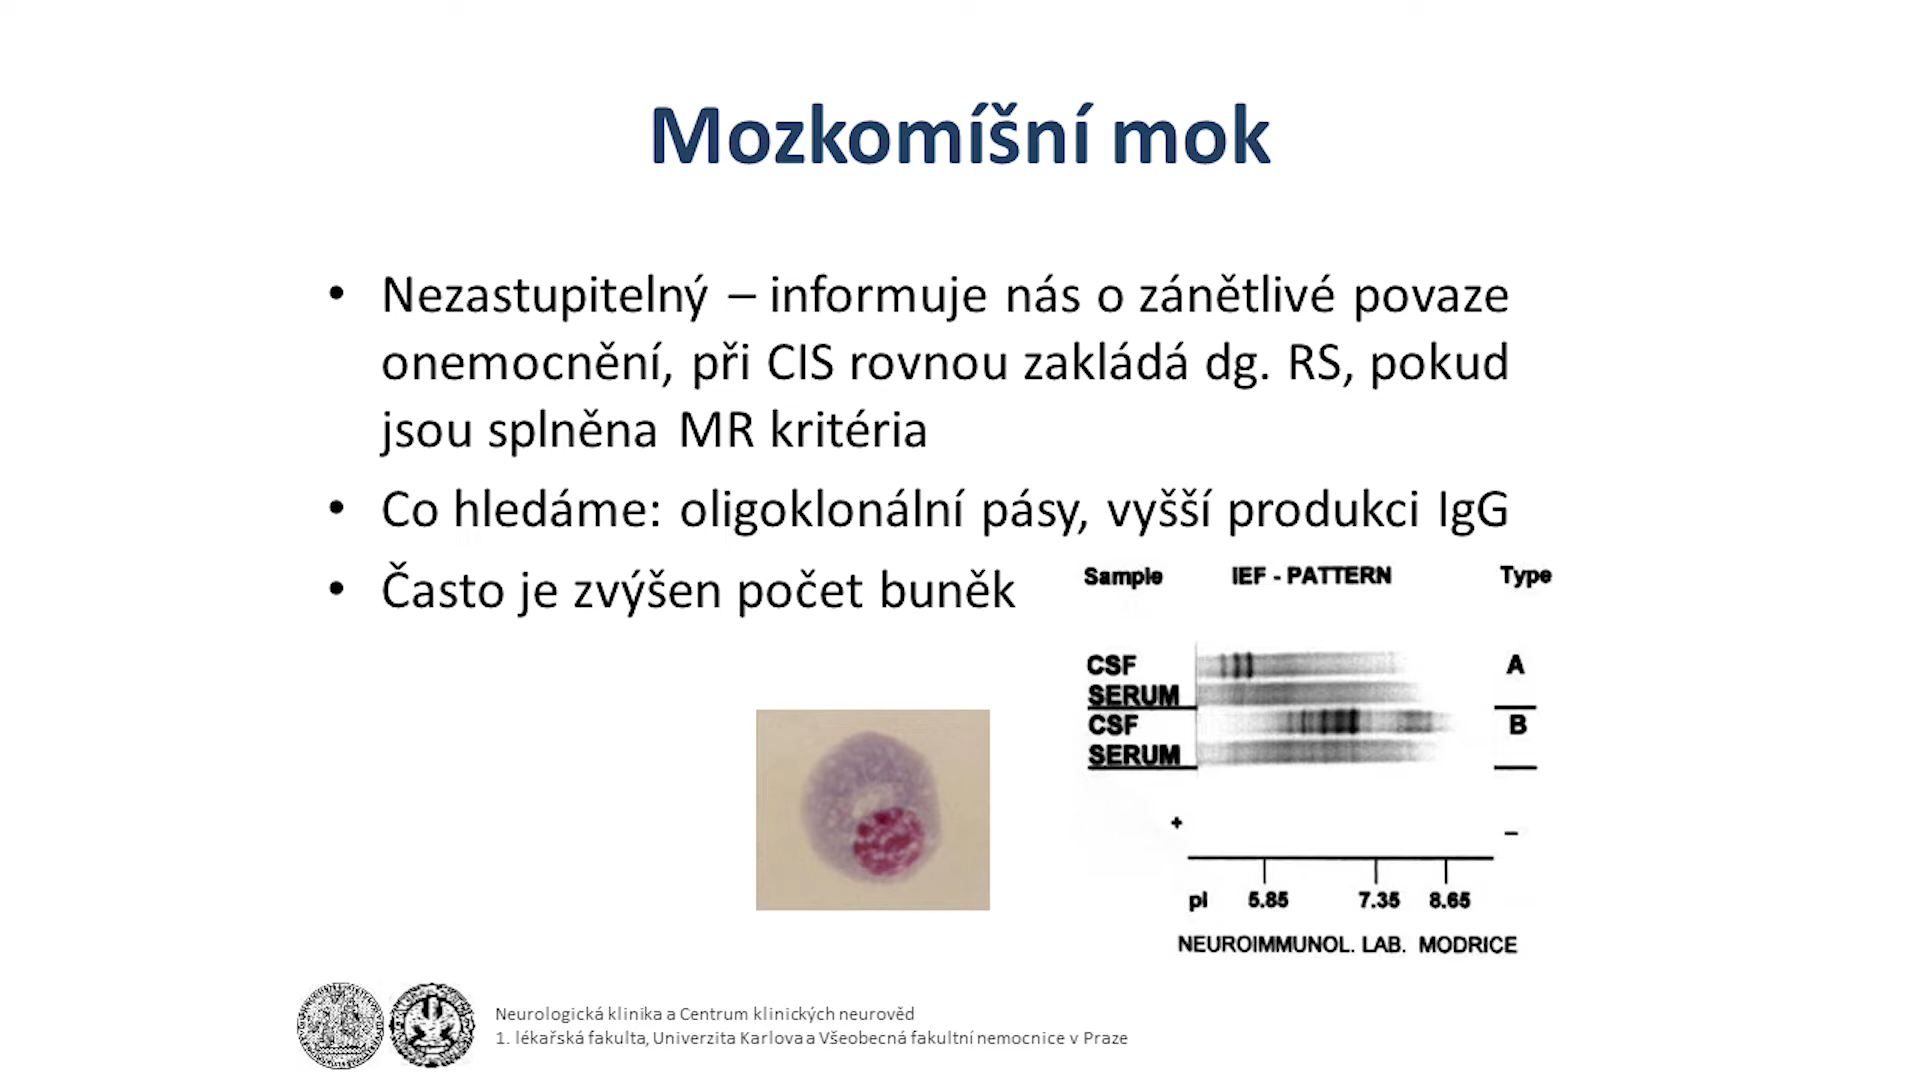 Mozkomíšní mok
• Nezastupitelný – informuje nás o zánětlivé povaze
onemocnění, při CIS rovnou zakládá dg. RS, pokud
jsou splněna MR kritéria
• Co hledáme: oligoklonální pásy, vyšší produkci IgG
• Často je zvýšen počet buněk
Sample IEF - PATTERN Type
CSF A
SERUM
CSF B
SERUM
+ –
pI 5.85 7.35 8.65
NEUROIMMUNOL. LAB. MODRICE
Neurologická klinika a Centrum klinických neurověd
1. lékařská fakulta, Univerzita Karlova a Všeobecná fakultní nemocnice v Praze